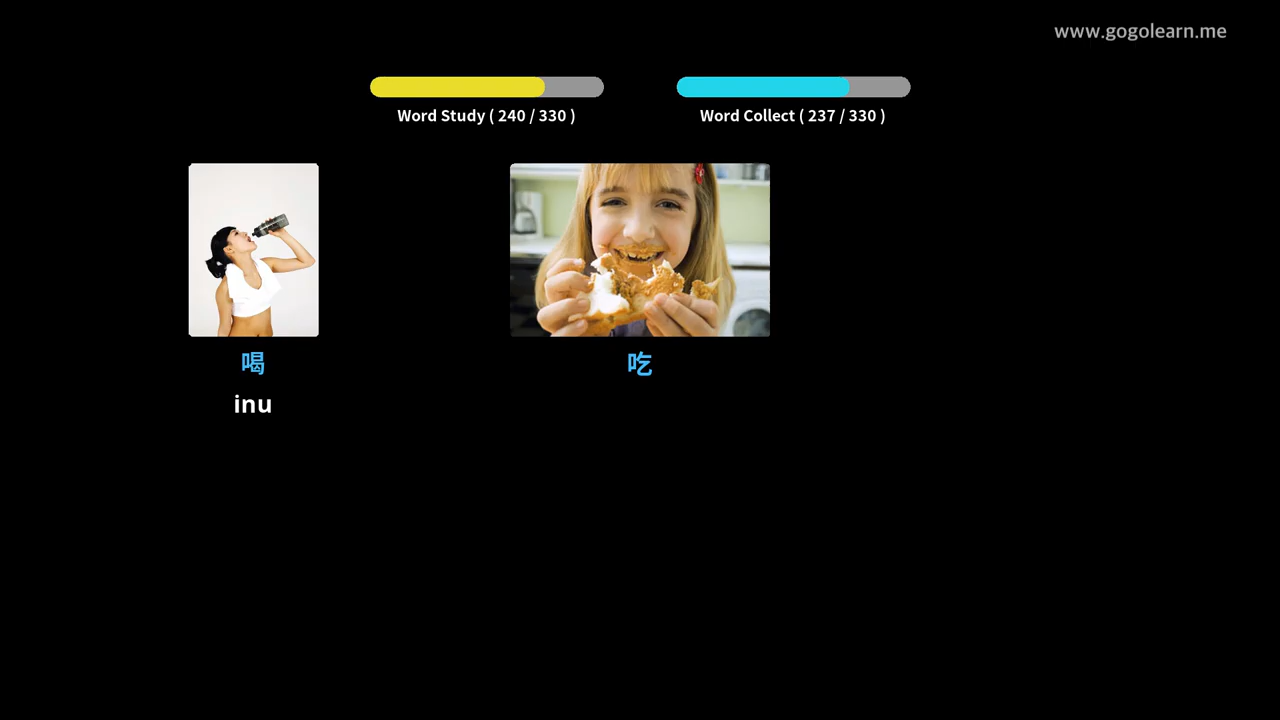 www.gogolearn.me
Word Study ( 240 / 330 )
Word Collect ( 237 / 330 )
喝
吃
inu